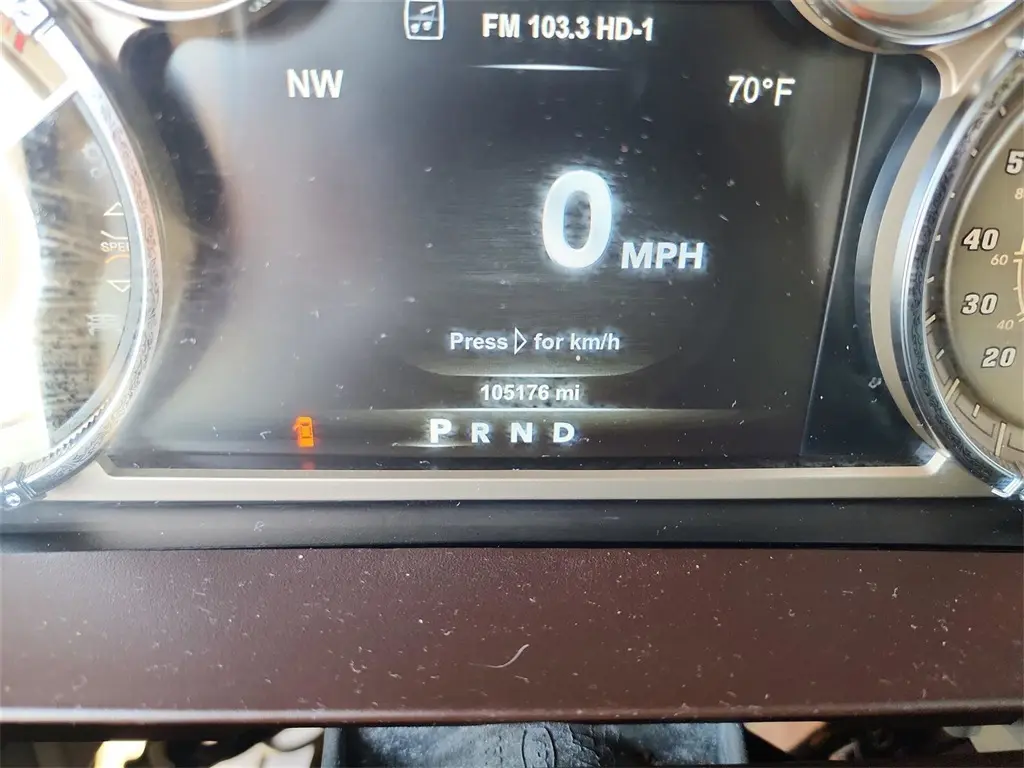 FM 103.3 HD-1
NW
70°F
0 MPH
Press ▷ for km/h
105176 mi
P R N D
40
60
30
40
20